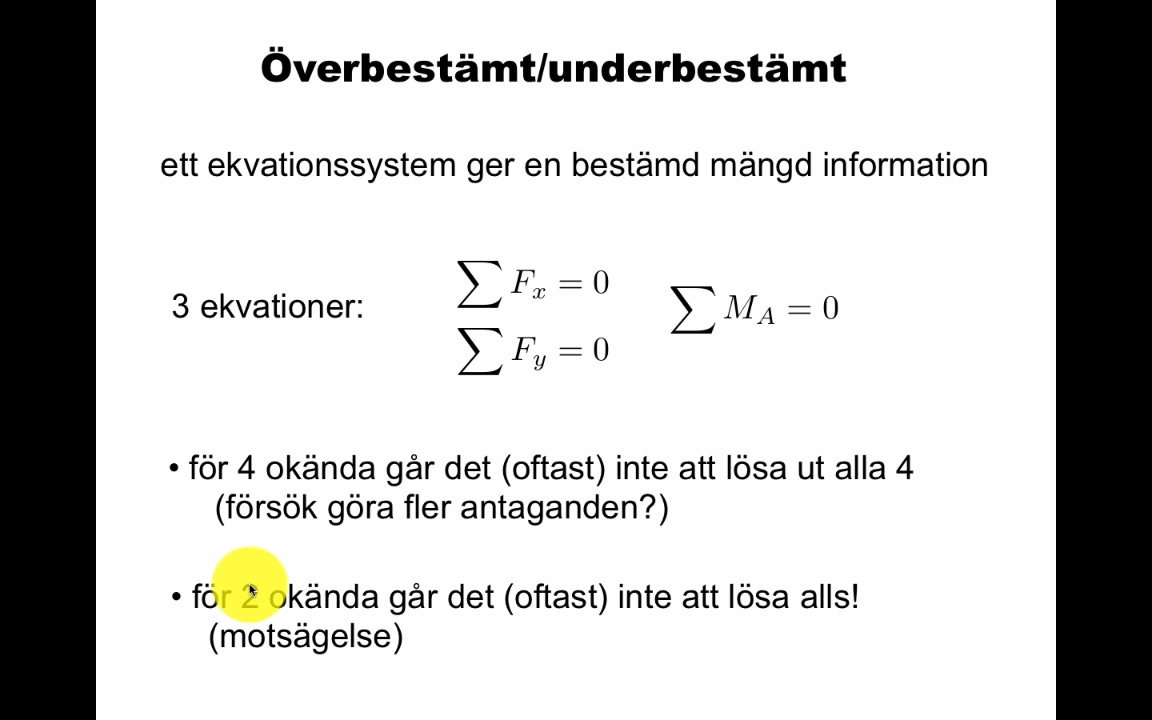 Överbestämt/underbestämt
ett ekvationssystem ger en bestämd mängd information
3 ekvationer:
∑ F_x = 0
∑ F_y = 0
∑ M_A = 0
• för 4 okända går det (oftast) inte att lösa ut alla 4
(försök göra fler antaganden?)
• för 2 okända går det (oftast) inte att lösa alls!
(motsägelse)